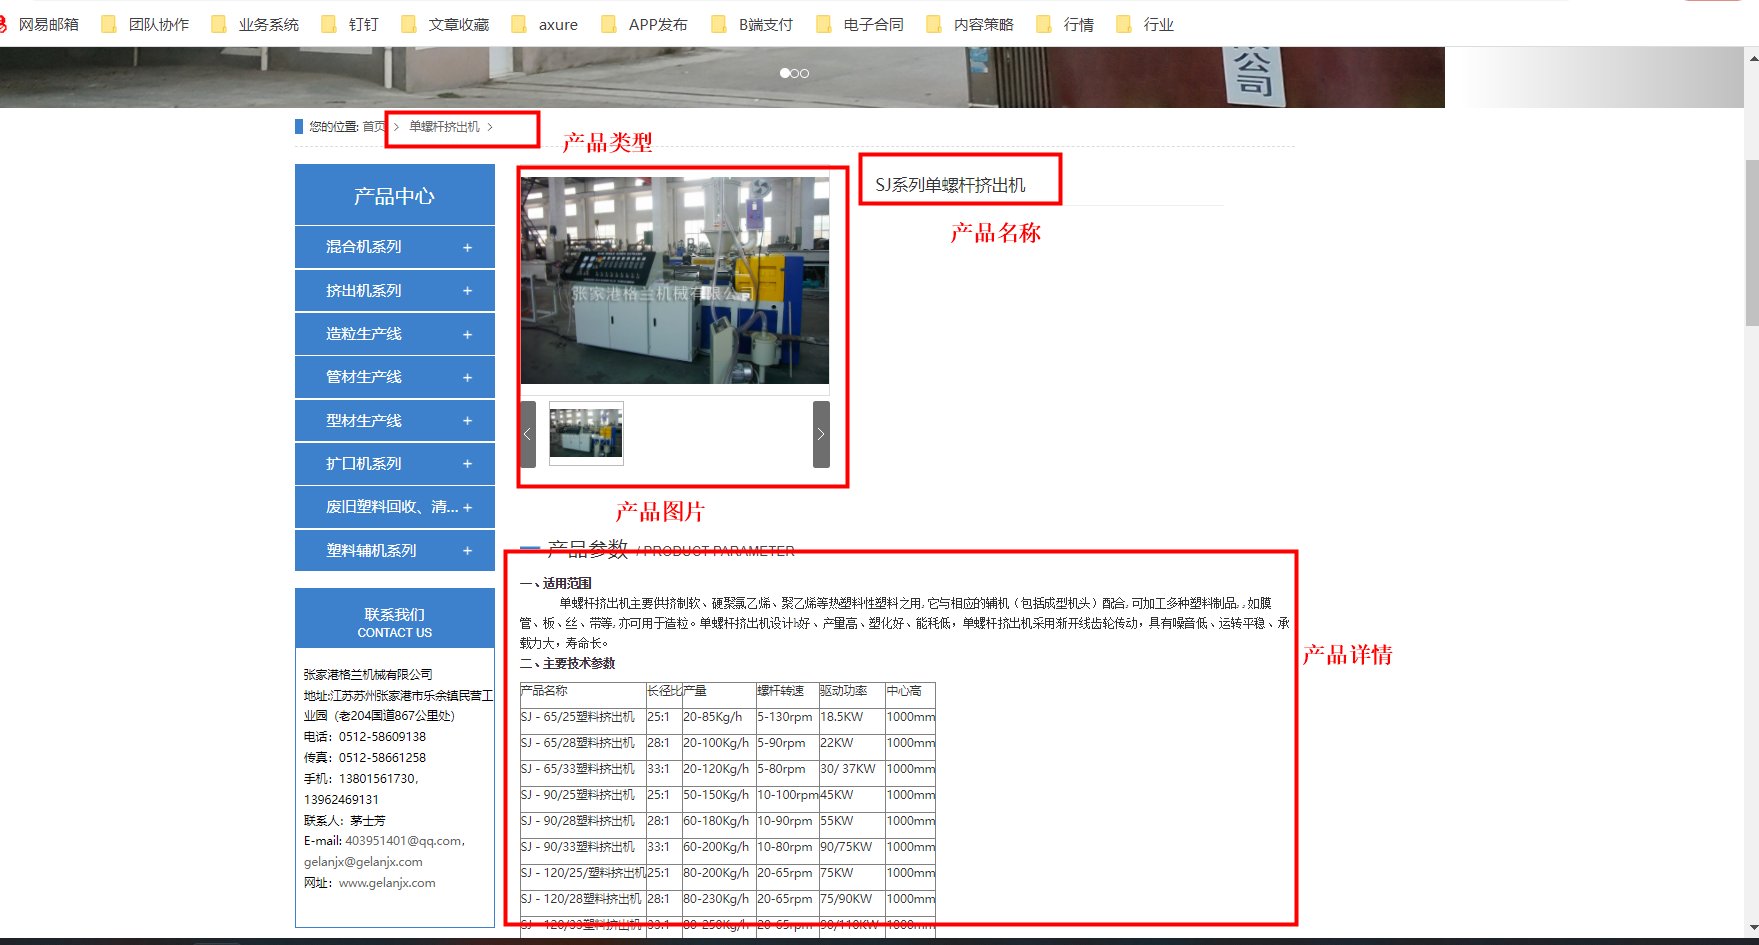 网易邮箱 团队协作 业务系统 钉钉 文章收藏 axure APP发布 B端支付 电子合同 内容策略 行情 行业
公司
您的位置: 首页 > 单螺杆挤出机 >
产品类型
产品中心
混合机系列 +
挤出机系列 +
造粒生产线 +
管材生产线 +
型材生产线 +
扩口机系列 +
废旧塑料回收、清... +
塑料辅机系列 +
联系我们
CONTACT US
张家港格兰机械有限公司
地址:江苏苏州张家港市乐余镇民营工
业园（老204国道867公里处）
电话：0512-58609138
传真：0512-58661258
手机：13801561730，
13962469131
联系人：茅士芳
E-mail: 403951401@qq.com，
gelanjx@gelanjx.com
网址：www.gelanjx.com
张家港格兰机械有限公司
产品图片
SJ系列单螺杆挤出机
产品名称
产品参数 / PRODUCT PARAMETER
一、适用范围
单螺杆挤出机主要供挤制软、硬聚氯乙烯、聚乙烯等热塑料性塑料之用,它与相应的辅机（包括成型机头）配合,可加工多种塑料制品,,如膜
管、板、丝、带等,亦可用于造粒。单螺杆挤出机设计好、产量高、塑化好、能耗低，单螺杆挤出机采用渐开线齿轮传动，具有噪音低、运转平稳、承
载力大，寿命长。
二、主要技术参数
产品名称 长径比 产量 螺杆转速 驱动功率 中心高
SJ－65/25塑料挤出机 25:1 20-85Kg/h 5-130rpm 18.5KW 1000mm
SJ－65/28塑料挤出机 28:1 20-100Kg/h 5-90rpm 22KW 1000mm
SJ－65/33塑料挤出机 33:1 20-120Kg/h 5-80rpm 30/ 37KW 1000mm
SJ－90/25塑料挤出机 25:1 50-150Kg/h 10-100rpm 45KW 1000mm
SJ－90/28塑料挤出机 28:1 60-180Kg/h 10-90rpm 55KW 1000mm
SJ－90/33塑料挤出机 33:1 60-200Kg/h 10-80rpm 90/75KW 1000mm
SJ－120/25/塑料挤出机 25:1 80-200Kg/h 20-65rpm 75KW 1000mm
SJ－120/28塑料挤出机 28:1 80-230Kg/h 20-65rpm 75/90KW 1000mm
SJ－120/33塑料挤出机 33:1 80-250Kg/h 20-65rpm 90/110KW 1000mm
产品详情